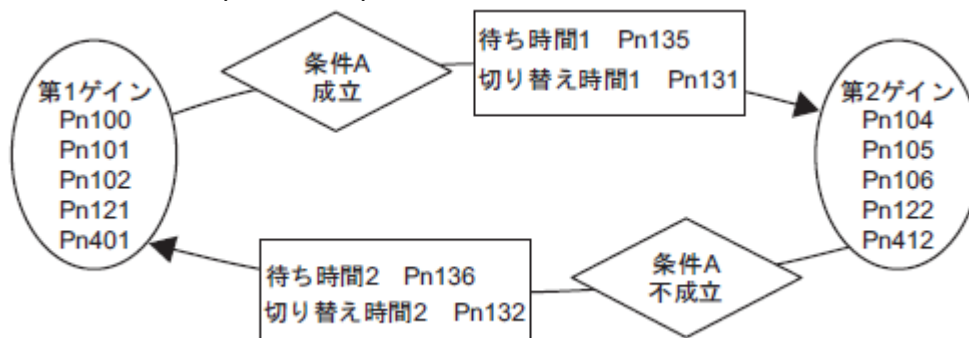 第1ゲイン
Pn100
Pn101
Pn102
Pn121
Pn401
条件A
成立
待ち時間1 Pn135
切り替え時間1 Pn131
第2ゲイン
Pn104
Pn105
Pn106
Pn122
Pn412
条件A
不成立
待ち時間2 Pn136
切り替え時間2 Pn132